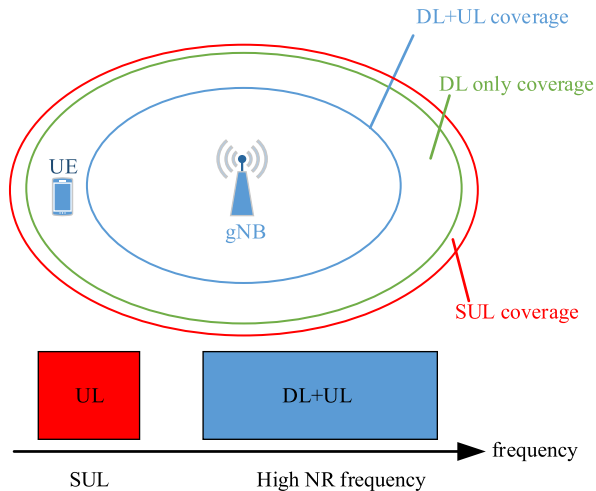 DL+UL coverage
DL only coverage
UE
gNB
SUL coverage
UL
DL+UL
frequency
SUL
High NR frequency